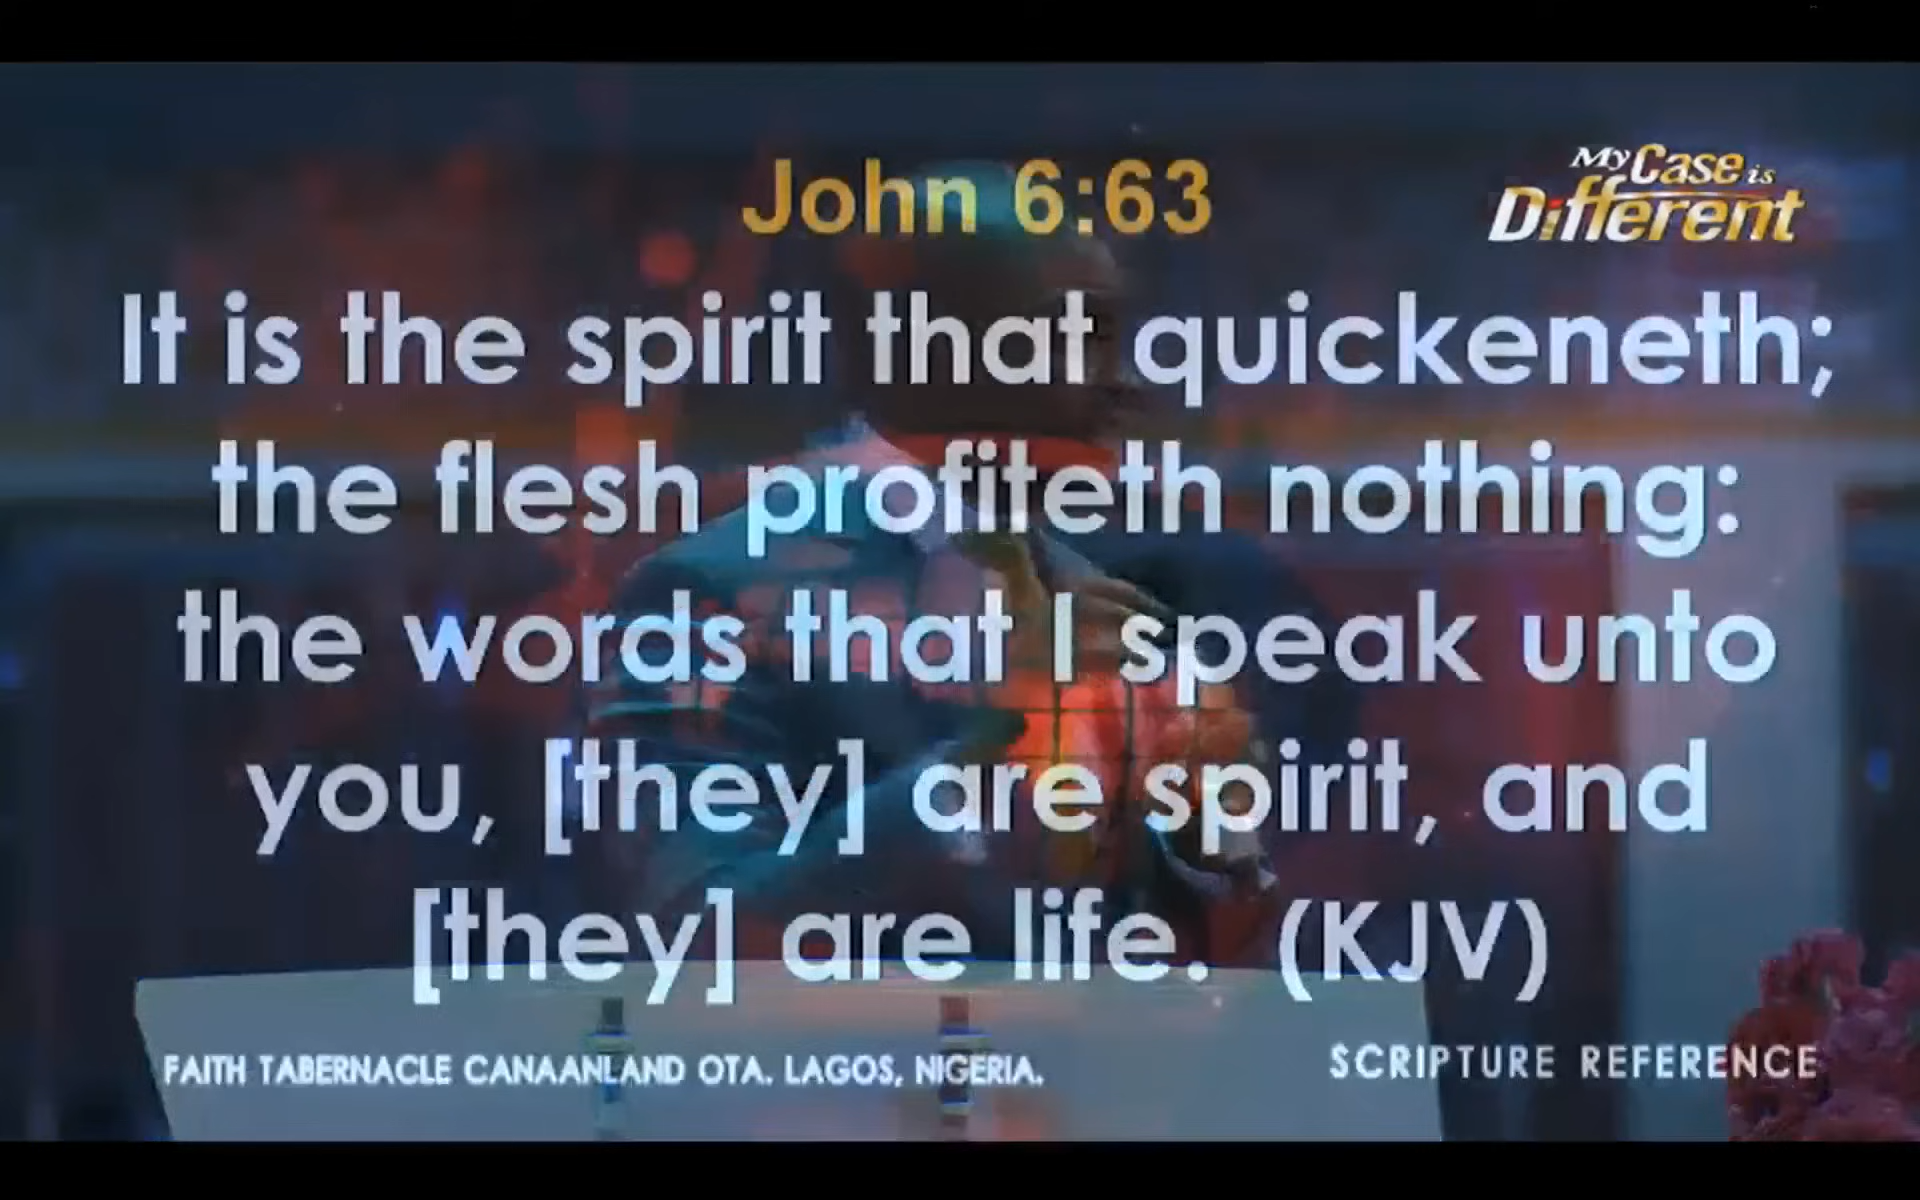 John 6:63
My Case is
Different
It is the spirit that quickeneth;
the flesh profiteth nothing:
the words that I speak unto
you, [they] are spirit, and
[they] are life. (KJV)
FAITH TABERNACLE CANAANLAND OTA. LAGOS, NIGERIA.
SCRIPTURE REFERENCE